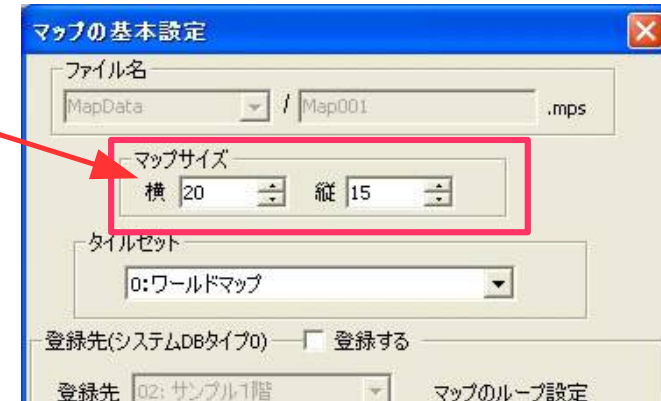 マップの基本設定
ファイル名
MapData / Map001 .mps
マップサイズ
横 20 縦 15
タイルセット
0:ワールドマップ
登録先(システムDBタイプ0) 登録する
登録先 02:サンプル1階 マップのループ設定